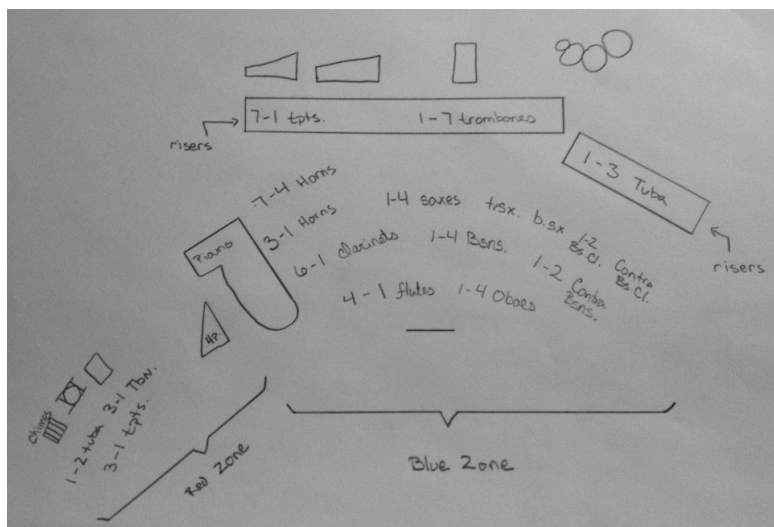 7-1 tpts. 1-7 trombones
risers
1-3 Tuba
risers
7-4 Horns
3-1 Horns
1-4 saxes trsx. b.sx 1-2 Bs Cl. Contra Bs Cl.
Piano
6-1 Clarinets 1-4 Bsns. 1-2 Contra Bsns.
4-1 flutes 1-4 Oboes
Hp.
Chimes
1-2 tuba 3-1 Tbn.
3-1 tpts.
Red Zone
Blue Zone